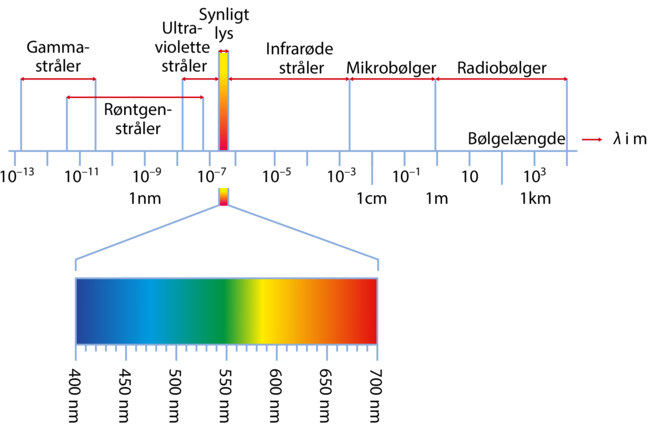 Synligt
lys
Gamma-
stråler
Ultra-
violette
stråler
Infrarøde
stråler
Mikrobølger
Radiobølger
Røntgen-
stråler
Bølgelængde → λ i m
10⁻¹³ 10⁻¹¹ 10⁻⁹ 10⁻⁷ 10⁻⁵ 10⁻³ 10⁻¹ 10 10³
1nm 1cm 1m 1km
400 nm 450 nm 500 nm 550 nm 600 nm 650 nm 700 nm